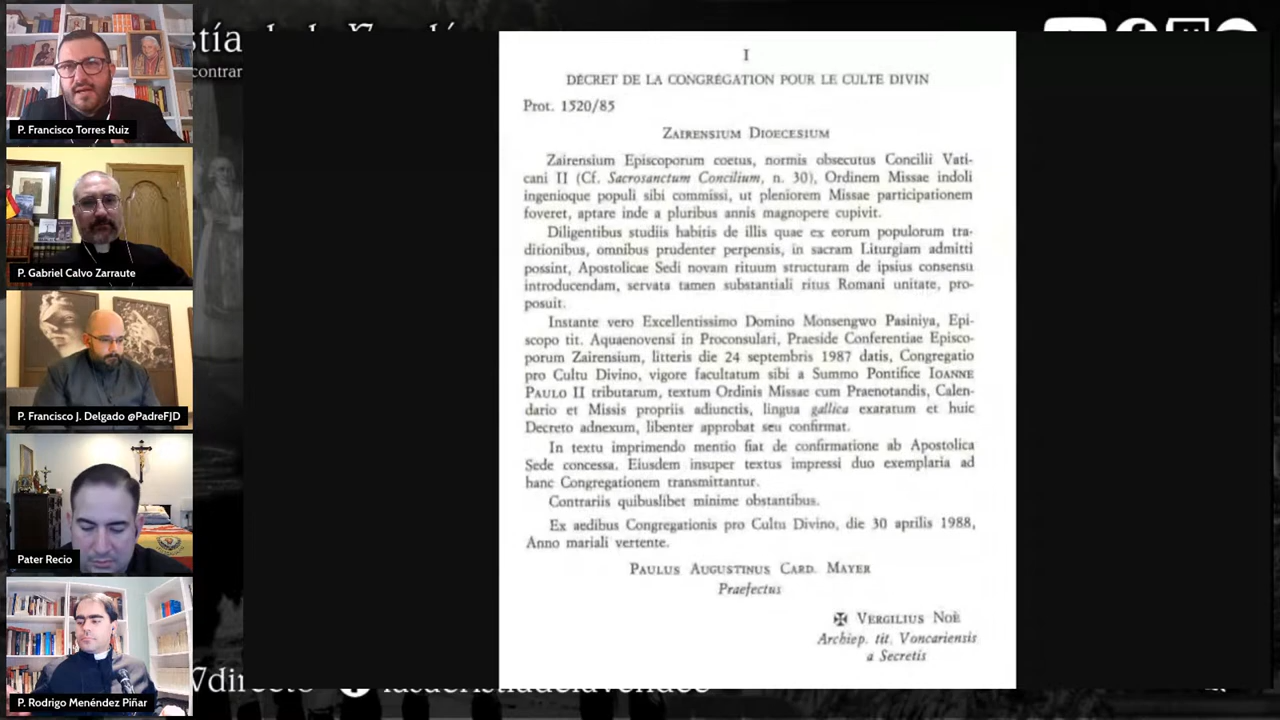 stía
contrar
P. Francisco Torres Ruiz
P. Gabriel Calvo Zarraute
P. Francisco J. Delgado @PadreFJD
Pater Recio
P. Rodrigo Menéndez Piñar
I
DÉCRET DE LA CONGRÉGATION POUR LE CULTE DIVIN
Prot. 1520/85
ZAIRENSIUM DIOECESIUM
Zairensium Episcoporum coetus, normis obsecutus Concilii Vati-
cani II (Cf. Sacrosanctum Concilium, n. 30), Ordinem Missae indoli
ingenioque populi sibi commissi, ut pleniorem Missae participationem
foveret, aptare inde a pluribus annis magnopere cupivit.
Diligentibus studiis habitis de illis quae ex eorum populorum tra-
ditionibus, omnibus prudenter perpensis, in sacram Liturgiam admitti
possint, Apostolicae Sedi novam rituum structuram de ipsius consensu
introducendam, servata tamen substantiali ritus Romani unitate, pro-
posuit.
Instante vero Excellentissimo Domino Monsengwo Pasiniya, Epi-
scopo tit. Aquaenovensi in Proconsulari, Praeside Conferentiae Episco-
porum Zairensium, litteris die 24 septembris 1987 datis, Congregatio
pro Cultu Divino, vigore facultatum sibi a Summo Pontifice IOANNE
PAULO II tributarum, textum Ordinis Missae cum Praenotandis, Calen-
dario et Missis propriis adiunctis, lingua gallica exaratum et huic
Decreto adnexum, libenter approbat seu confirmat.
In textu imprimendo mentio fiat de confirmatione ab Apostolica
Sede concessa. Eiusdem insuper textus impressi duo exemplaria ad
hanc Congregationem transmittantur.
Contrariis quibuslibet minime obstantibus.
Ex aedibus Congregationis pro Cultu Divino, die 30 aprilis 1988,
Anno mariali vertente.
PAULUS AUGUSTINUS CARD. MAYER
Praefectus
✠ VERGILIUS NOÈ
Archiep. tit. Voncariensis
a Secretis